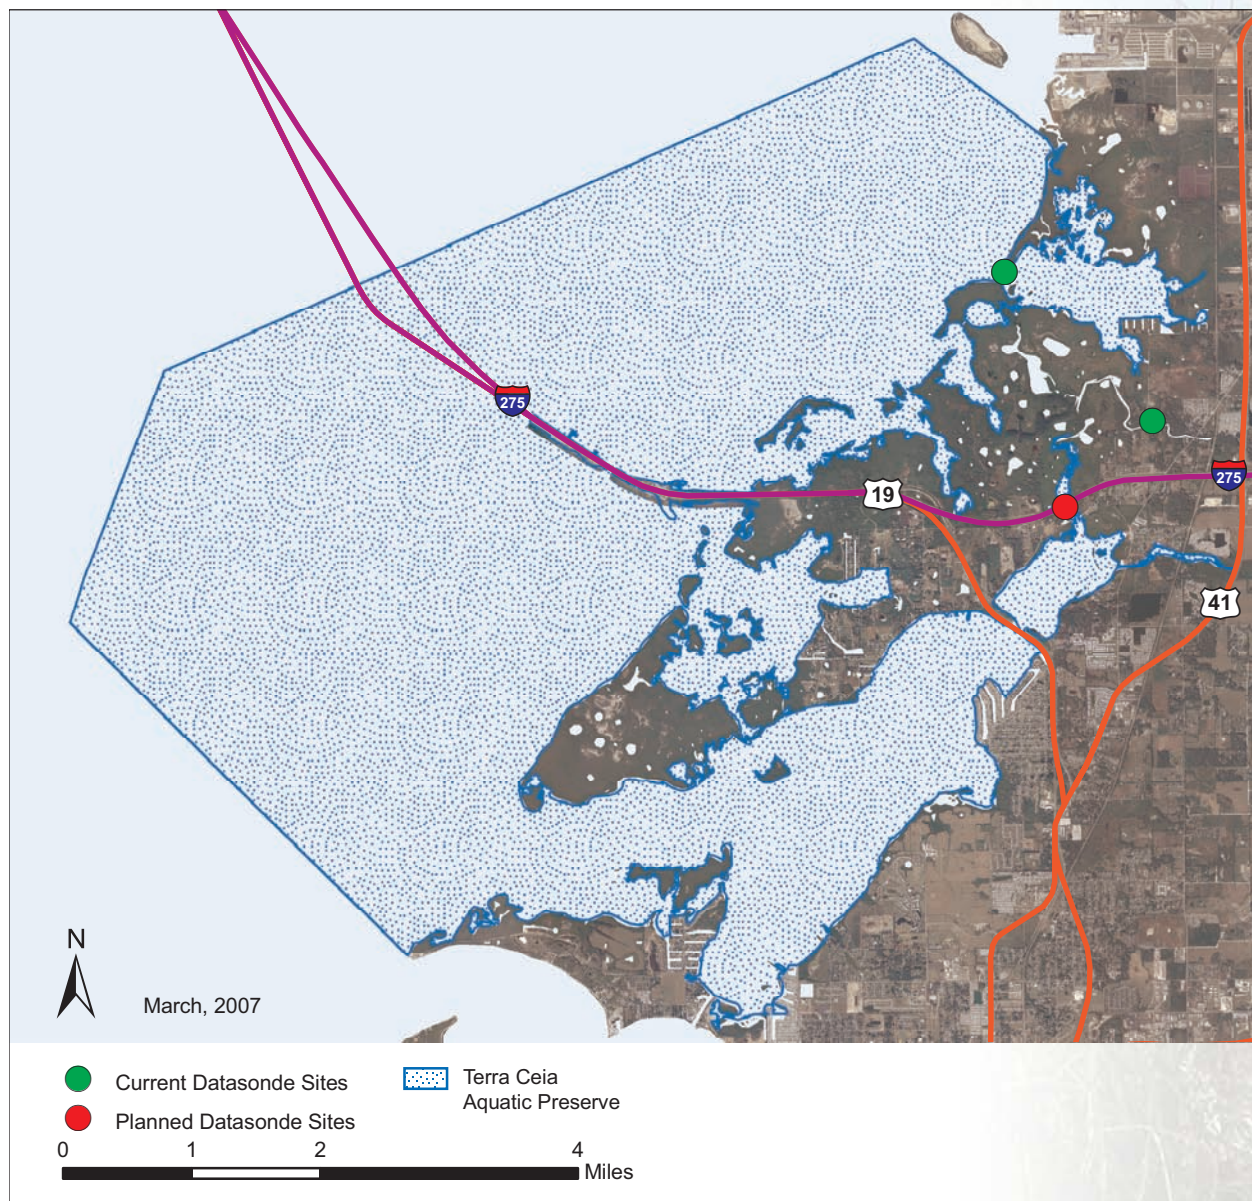 275
19
275
41
N
March, 2007
Current Datasonde Sites
Planned Datasonde Sites
Terra Ceia
Aquatic Preserve
0 1 2 4
Miles